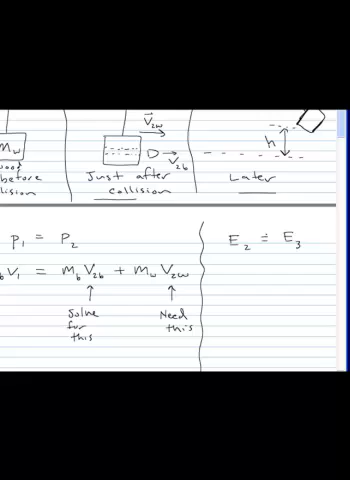 V2w
Mw
D
V2b
h
before
Just after collision
Later
P1 = P2
V1 = Mb V2b + Mw V2w
E2 = E3
Solve for this
Need this